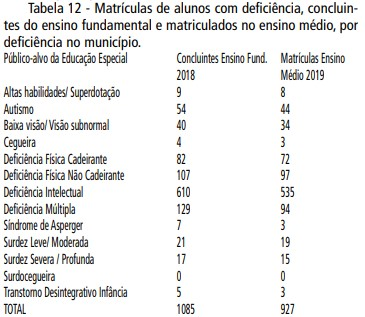 Tabela 12 - Matrículas de alunos com deficiência, concluin-
tes do ensino fundamental e matriculados no ensino médio, por
deficiência no município.
Público-alvo da Educação Especial Concluintes Ensino Fund. Matrículas Ensino
2018 Médio 2019
Altas habilidades/ Superdotação 9 8
Autismo 54 44
Baixa visão/ Visão subnormal 40 34
Cegueira 4 3
Deficiência Física Cadeirante 82 72
Deficiência Física Não Cadeirante 107 97
Deficiência Intelectual 610 535
Deficiência Múltipla 129 94
Síndrome de Asperger 7 3
Surdez Leve/ Moderada 21 19
Surdez Severa / Profunda 17 15
Surdocegueira 0 0
Transtorno Desintegrativo Infância 5 3
TOTAL 1085 927